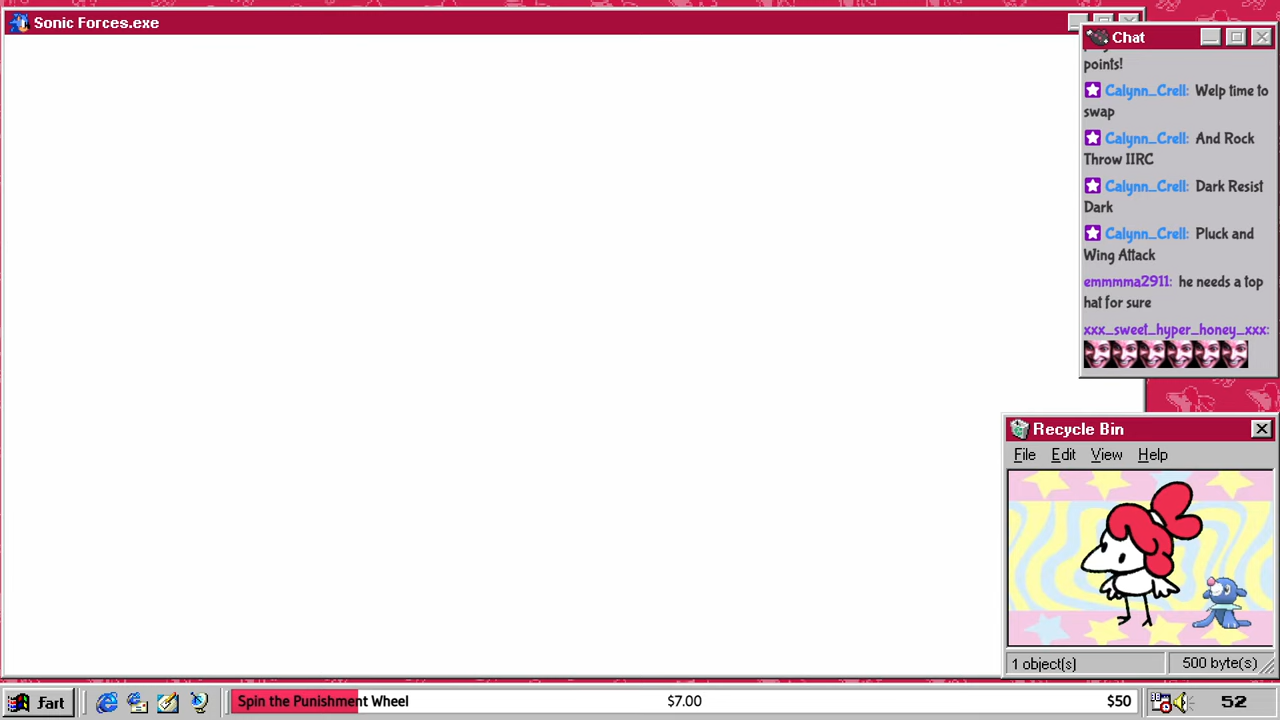 Sonic Forces.exe
Chat
points!
Calynn_Crell: Welp time to
swap
Calynn_Crell: And Rock
Throw IIRC
Calynn_Crell: Dark Resist
Dark
Calynn_Crell: Pluck and
Wing Attack
emmmma2911: he needs a top
hat for sure
xxx_sweet_hyper_honey_xxx:
Recycle Bin
File Edit View Help
1 object(s) 500 byte(s)
Fart
Spin the Punishment Wheel $7.00 $50
52